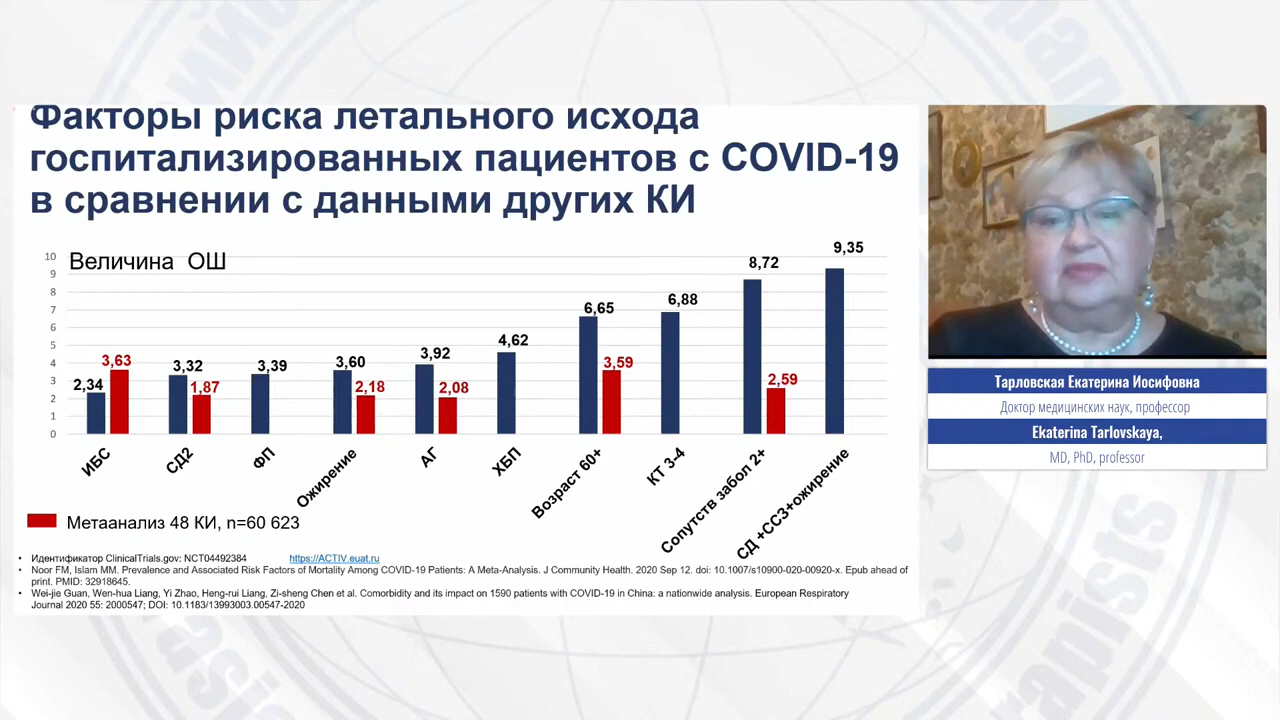 Факторы риска летального исхода
госпитализированных пациентов с COVID-19
в сравнении с данными других КИ
Величина ОШ
10
9
8
7
6
5
4
3
2
1
0
2,34
3,63
3,32
1,87
3,39
3,60
2,18
3,92
2,08
4,62
6,65
3,59
6,88
8,72
2,59
9,35
ИБС
СД2
ФП
Ожирение
АГ
ХБП
Возраст 60+
КТ 3-4
Сопутств забол 2+
СД +ССЗ+ожирение
Метаанализ 48 КИ, n=60 623
• Идентификатор ClinicalTrials.gov: NCT04492384 https://ACTIV.euat.ru
• Noor FM, Islam MM. Prevalence and Associated Risk Factors of Mortality Among COVID-19 Patients: A Meta-Analysis. J Community Health. 2020 Sep 12. doi: 10.1007/s10900-020-00920-x. Epub ahead of
print. PMID: 32918645.
• Wei-jie Guan, Wen-hua Liang, Yi Zhao, Heng-rui Liang, Zi-sheng Chen et al. Comorbidity and its impact on 1590 patients with COVID-19 in China: a nationwide analysis. European Respiratory
Journal 2020 55: 2000547; DOI: 10.1183/13993003.00547-2020
Тарловская Екатерина Иосифовна
Доктор медицинских наук, профессор
Ekaterina Tarlovskaya,
MD, PhD, professor